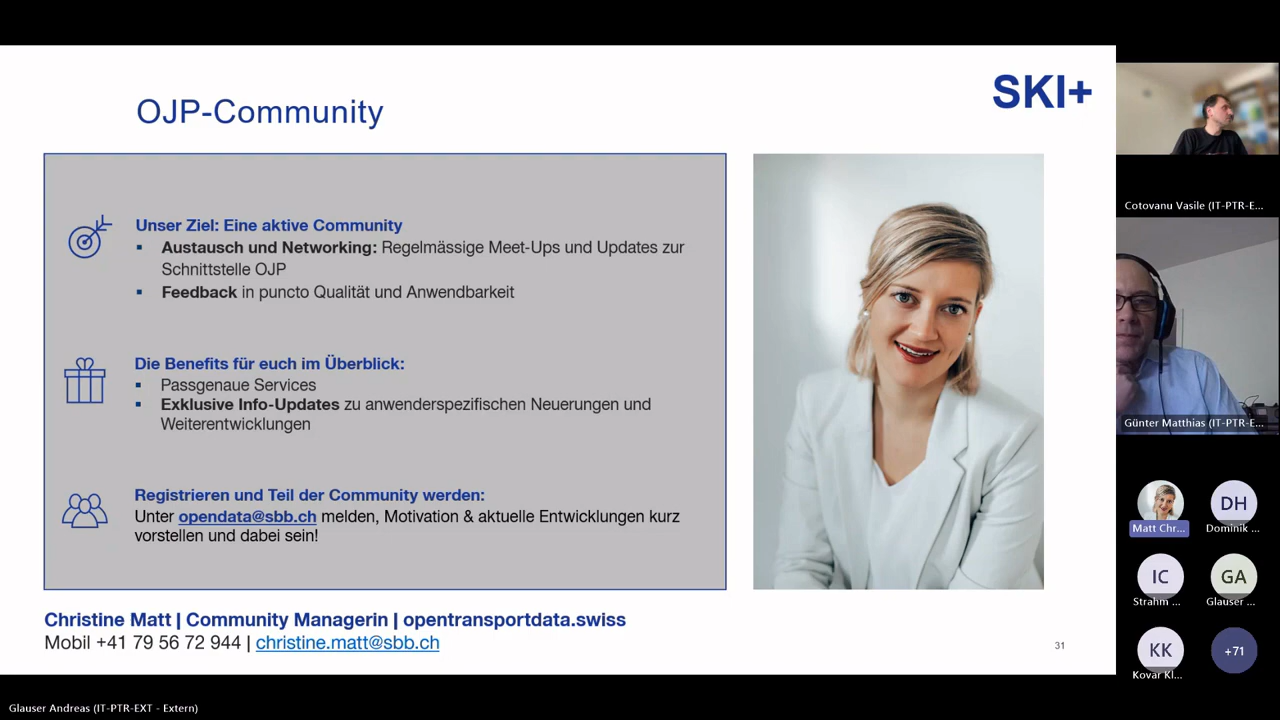 SKI+
OJP-Community
Unser Ziel: Eine aktive Community
▪ Austausch und Networking: Regelmässige Meet-Ups und Updates zur
Schnittstelle OJP
▪ Feedback in puncto Qualität und Anwendbarkeit
Die Benefits für euch im Überblick:
▪ Passgenaue Services
▪ Exklusive Info-Updates zu anwenderspezifischen Neuerungen und
Weiterentwicklungen
Registrieren und Teil der Community werden:
Unter opendata@sbb.ch melden, Motivation & aktuelle Entwicklungen kurz
vorstellen und dabei sein!
Christine Matt | Community Managerin | opentransportdata.swiss
Mobil +41 79 56 72 944 | christine.matt@sbb.ch
31
Cotovanu Vasile (IT-PTR-E...
Günter Matthias (IT-PTR-E...
Matt Chr...
DH
Dominik ...
IC
Strahm ...
GA
Glauser ...
KK
Kovar Kl...
+71
Glauser Andreas (IT-PTR-EXT - Extern)